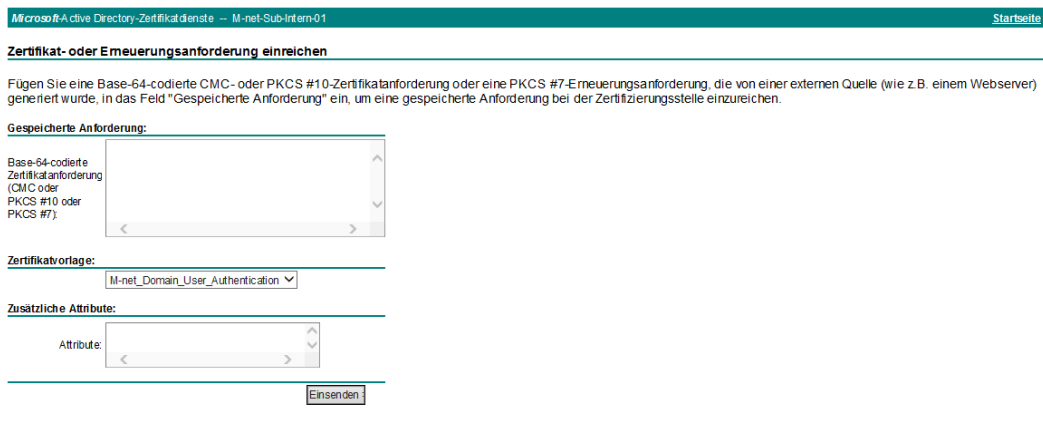 Microsoft-Active Directory-Zertifikatdienste -- M-net-Sub-Intern-01 Startseite
Zertifikat- oder Erneuerungsanforderung einreichen
Fügen Sie eine Base-64-codierte CMC- oder PKCS #10-Zertifikatanforderung oder eine PKCS #7-Erneuerungsanforderung, die von einer externen Quelle (wie z.B. einem Webserver)
generiert wurde, in das Feld "Gespeicherte Anforderung" ein, um eine gespeicherte Anforderung bei der Zertifizierungsstelle einzureichen.
Gespeicherte Anforderung:
Base-64-codierte
Zertifikatanforderung
(CMC oder
PKCS #10 oder
PKCS #7):
Zertifikatvorlage:
M-net_Domain_User_Authentication
Zusätzliche Attribute:
Attribute:
Einsenden